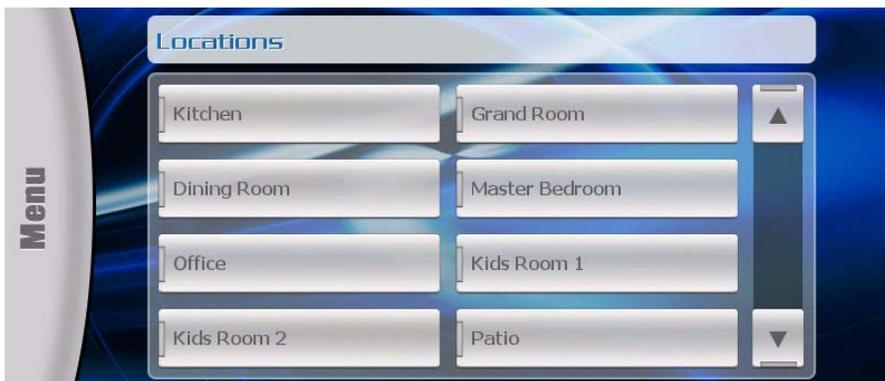 Locations
Kitchen
Grand Room
Dining Room
Master Bedroom
Office
Kids Room 1
Kids Room 2
Patio
Menu